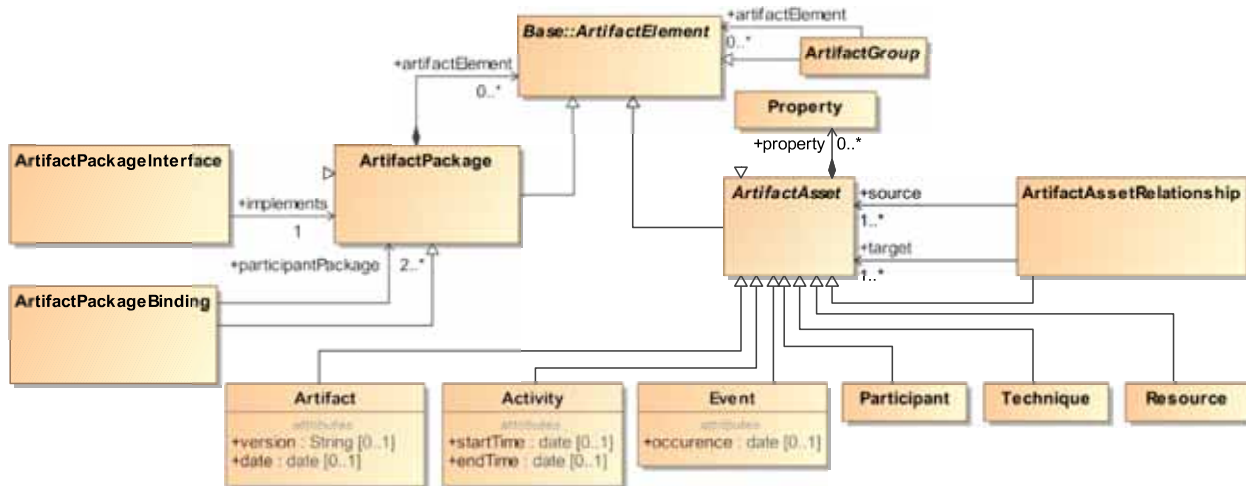 Base::ArtifactElement
+artifactElement
0..*
ArtifactGroup
+artifactElement
0..*
Property
+property 0..*
ArtifactPackageInterface
ArtifactPackage
+implements
1
ArtifactAsset
+source
1..*
+target
1..*
ArtifactAssetRelationship
+participantPackage 2..*
ArtifactPackageBinding
Artifact
attributes
+version : String [0..1]
+date : date [0..1]
Activity
attributes
+startTime : date [0..1]
+endTime : date [0..1]
Event
attributes
+occurence : date [0..1]
Participant
Technique
Resource